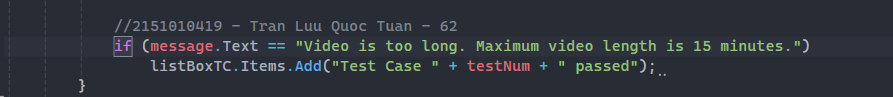 //2151010419 - Tran Luu Quoc Tuan - 62
if (message.Text == "Video is too long. Maximum video length is 15 minutes.")
listBoxTC.Items.Add("Test Case " + testNum + " passed");
}